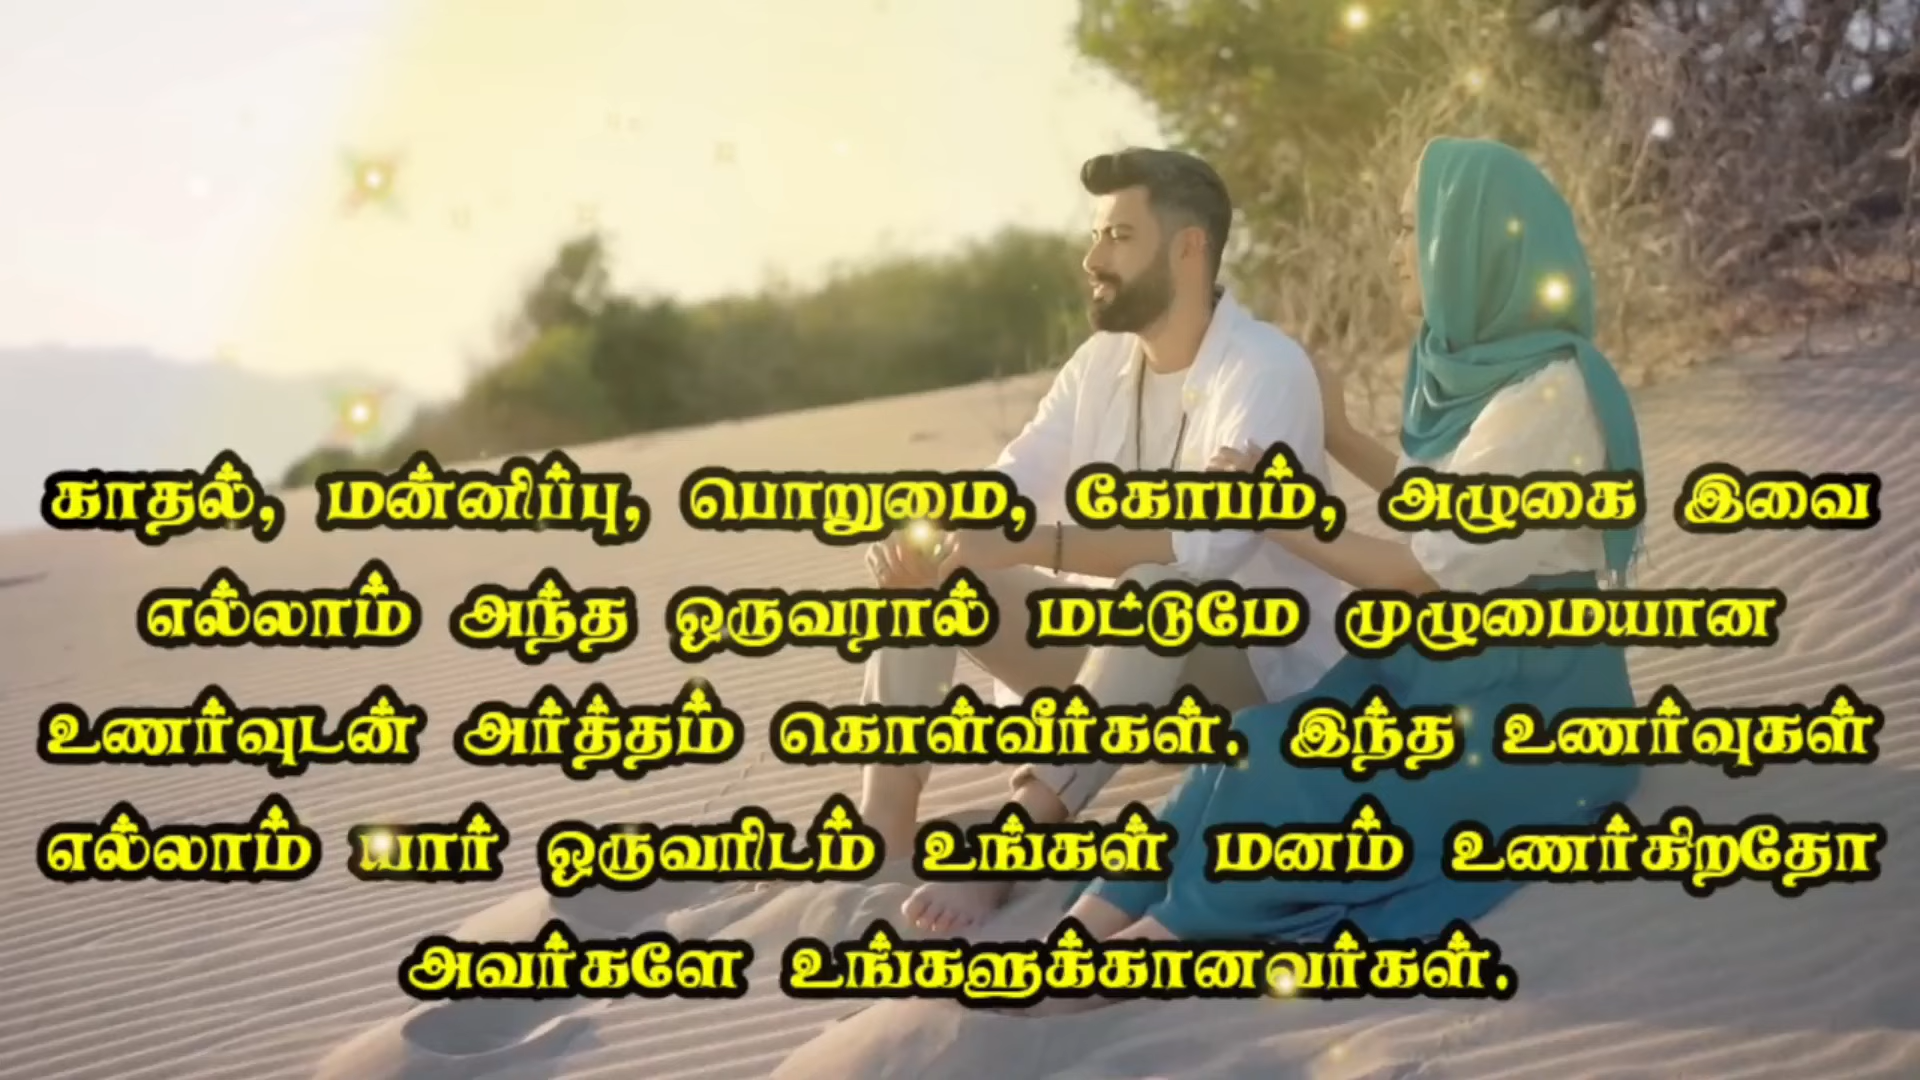 காதல், மன்னிப்பு, பொறுமை, கோபம், அழுகை இவை
எல்லாம் அந்த ஒருவரால் மட்டுமே முழுமையான
உணர்வுடன் அர்த்தம் கொள்வீர்கள். இந்த உணர்வுகள்
எல்லாம் யார் ஒருவரிடம் உங்கள் மனம் உணர்கிறதோ
அவர்களே உங்களுக்கானவர்கள்.